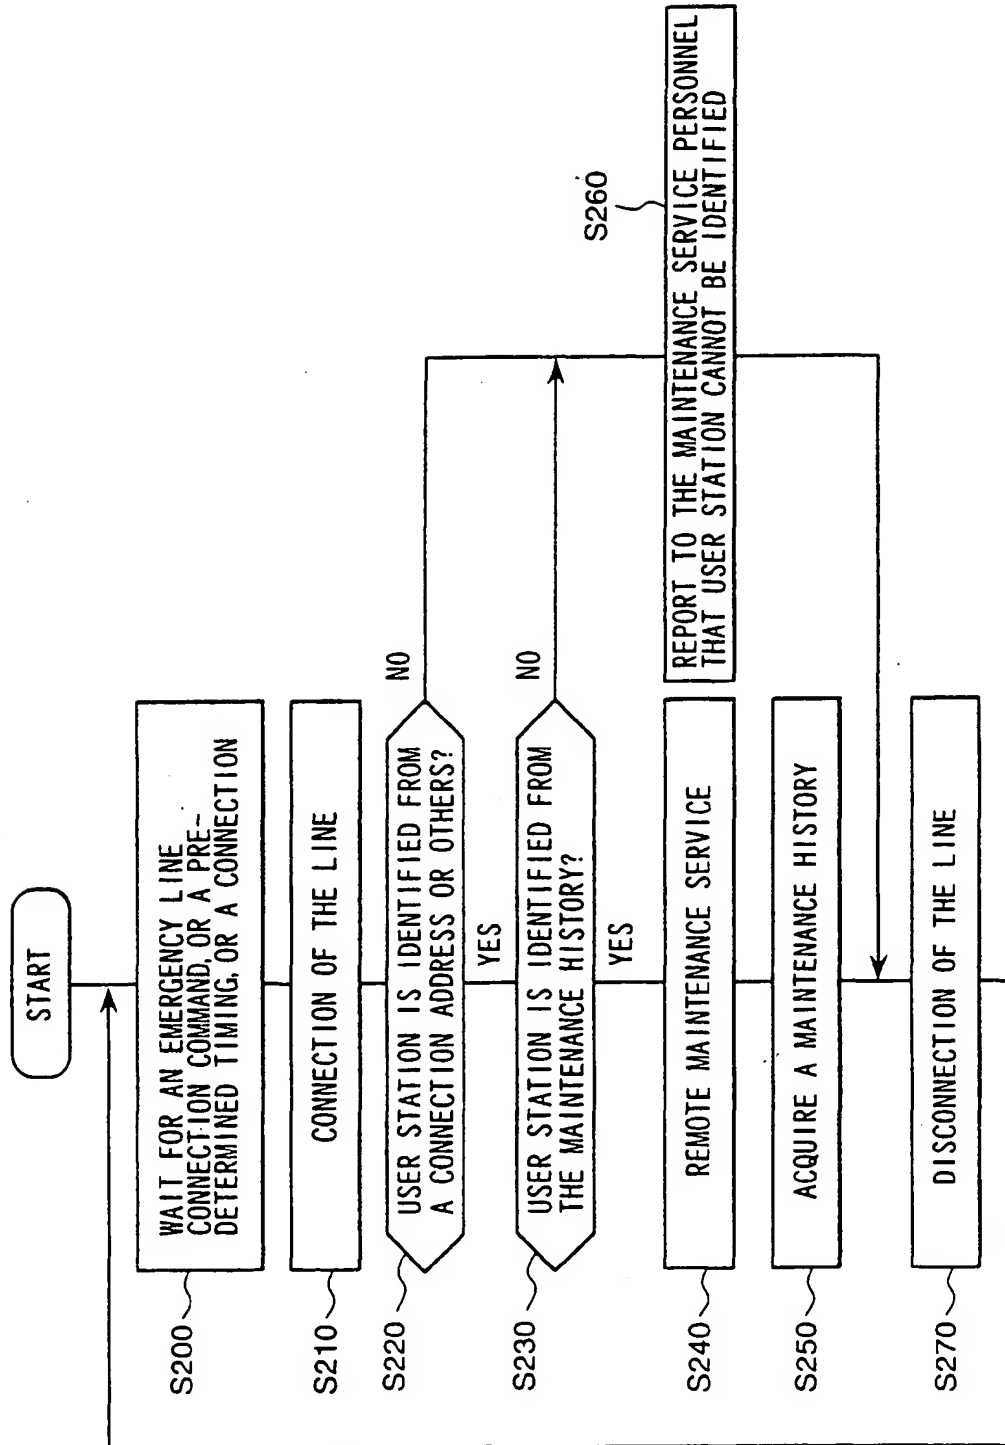 START
S200
WAIT FOR AN EMERGENCY LINE
CONNECTION COMMAND, OR A PRE-
DETERMINED TIMING, OR A CONNECTION
S210
CONNECTION OF THE LINE
S220
USER STATION IS IDENTIFIED FROM
A CONNECTION ADDRESS OR OTHERS?
NO
YES
S230
USER STATION IS IDENTIFIED FROM
THE MAINTENANCE HISTORY?
NO
YES
S260
REPORT TO THE MAINTENANCE SERVICE PERSONNEL
THAT USER STATION CANNOT BE IDENTIFIED
S240
REMOTE MAINTENANCE SERVICE
S250
ACQUIRE A MAINTENANCE HISTORY
S270
DISCONNECTION OF THE LINE